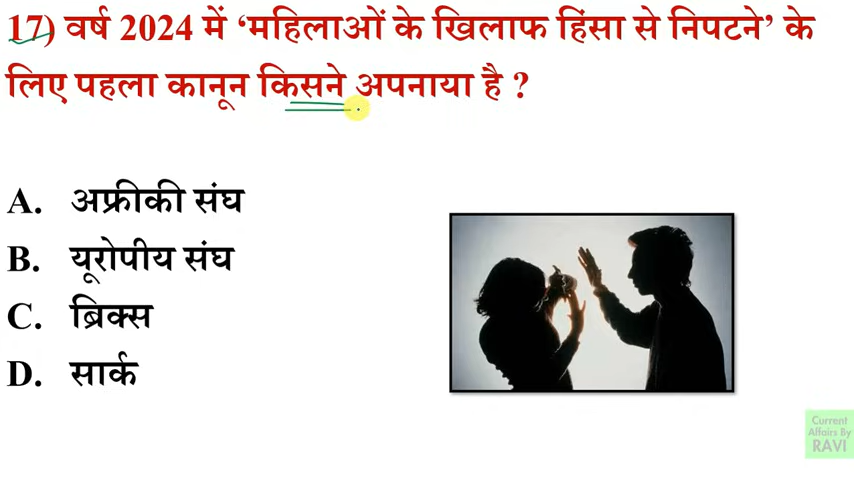 17) वर्ष 2024 में ‘महिलाओं के खिलाफ हिंसा से निपटने’ के
लिए पहला कानून किसने अपनाया है ?
A. अफ्रीकी संघ
B. यूरोपीय संघ
C. ब्रिक्स
D. सार्क
Current
Affairs By
RAVI